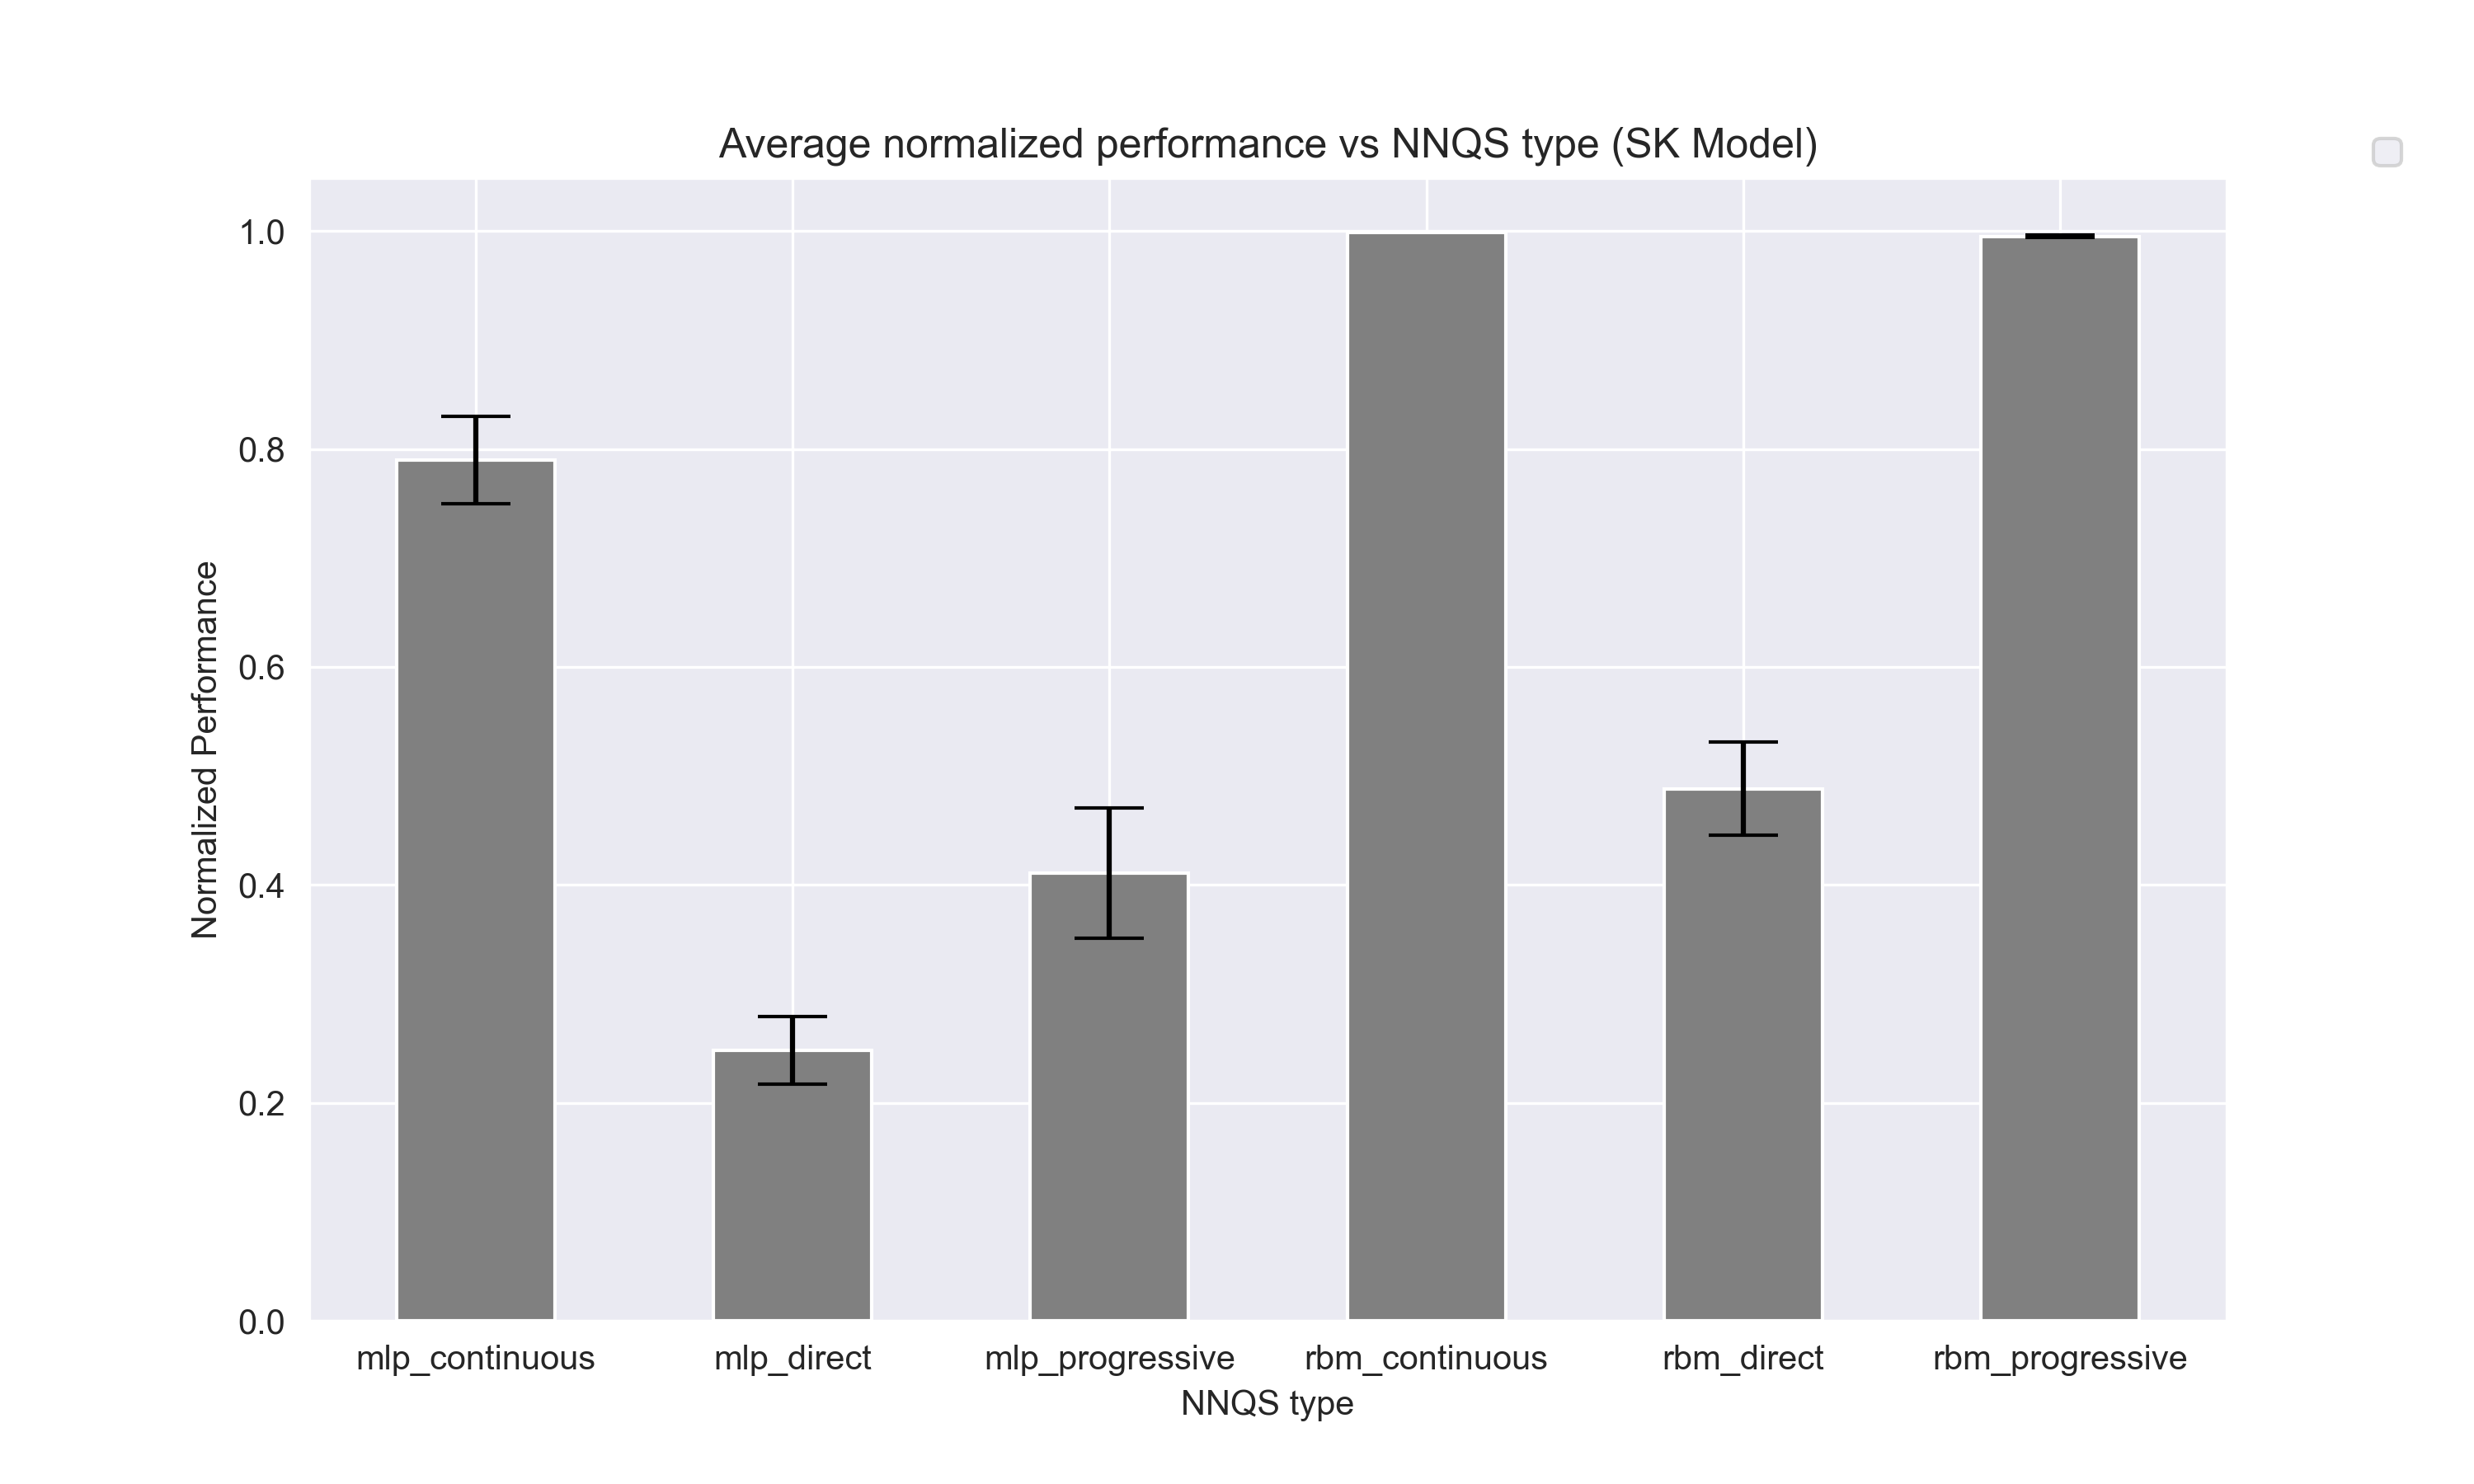 Average normalized performance vs NNQS type (SK Model)
Normalized Performance
1.0
0.8
0.6
0.4
0.2
0.0
mlp_continuous mlp_direct mlp_progressive rbm_continuous rbm_direct rbm_progressive
NNQS type